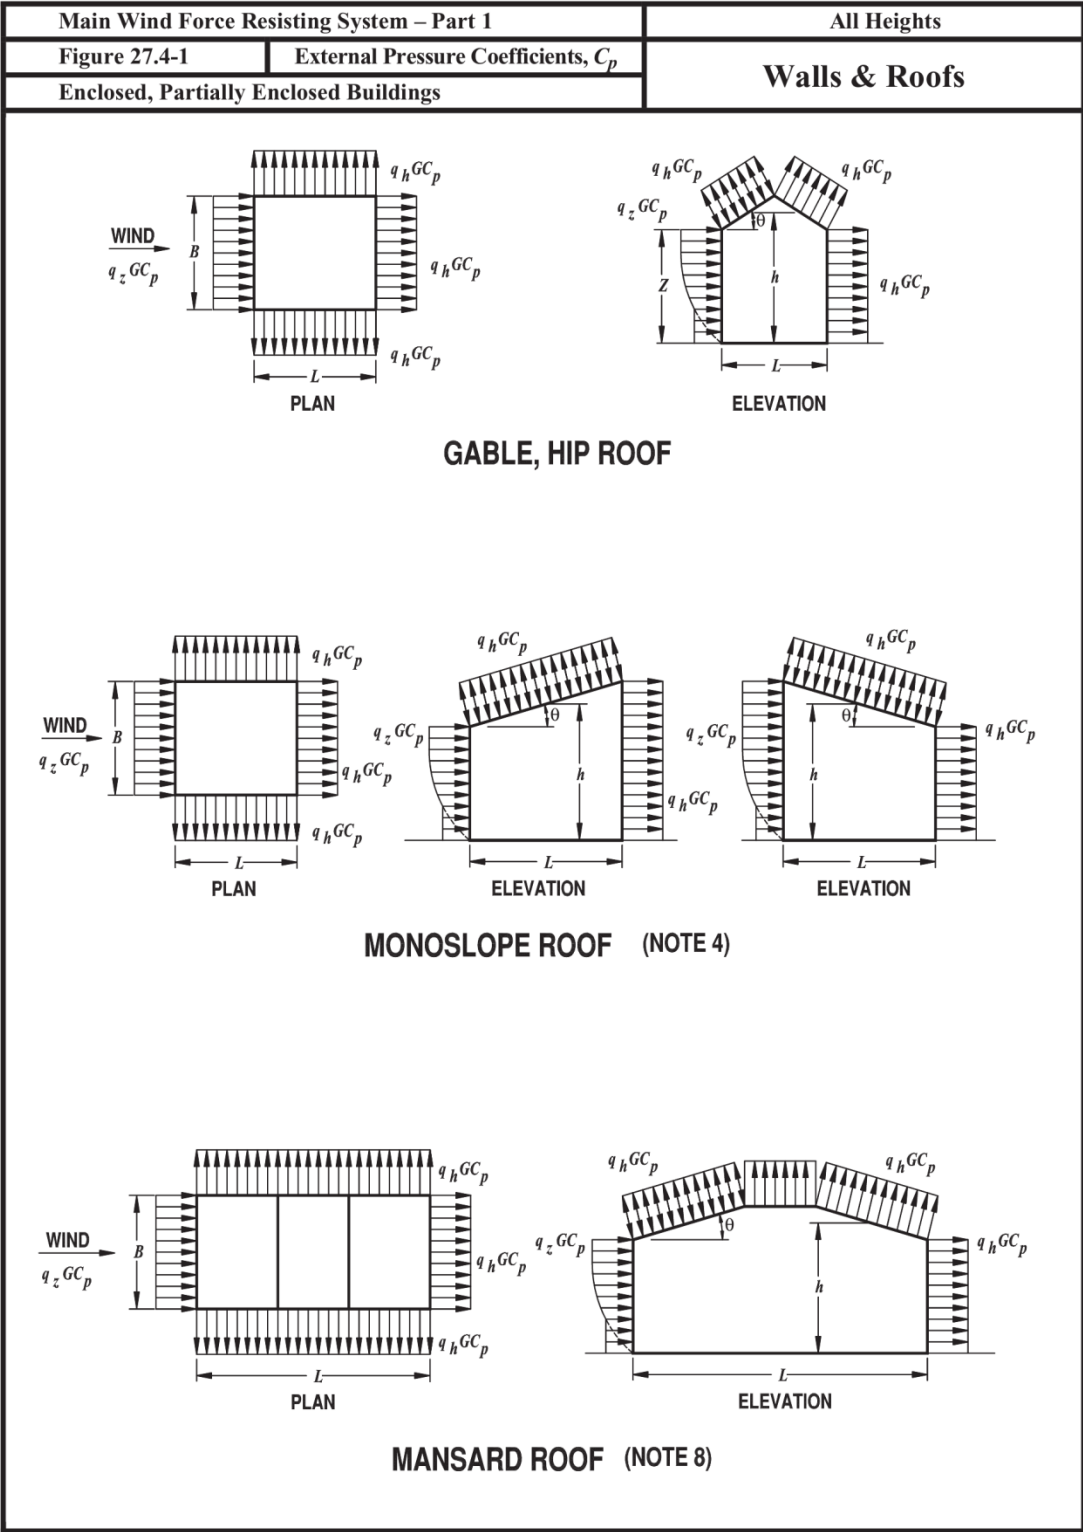 Main Wind Force Resisting System – Part 1
All Heights
Figure 27.4-1
External Pressure Coefficients, Cp
Walls & Roofs
Enclosed, Partially Enclosed Buildings
qhGCp
qhGCp
qhGCp
qzGCp
WIND
B
θ
qzGCp
qhGCp
Z
h
qhGCp
qhGCp
L
L
PLAN
ELEVATION
GABLE, HIP ROOF
qhGCp
qhGCp
qhGCp
WIND
B
θ
θ
qzGCp
qzGCp
qhGCp
qzGCp
qhGCp
h
h
qhGCp
qhGCp
L
L
L
PLAN
ELEVATION
ELEVATION
MONOSLOPE ROOF (NOTE 4)
qhGCp
qhGCp
qhGCp
WIND
B
θ
qzGCp
qhGCp
qzGCp
qhGCp
h
qhGCp
L
L
PLAN
ELEVATION
MANSARD ROOF (NOTE 8)